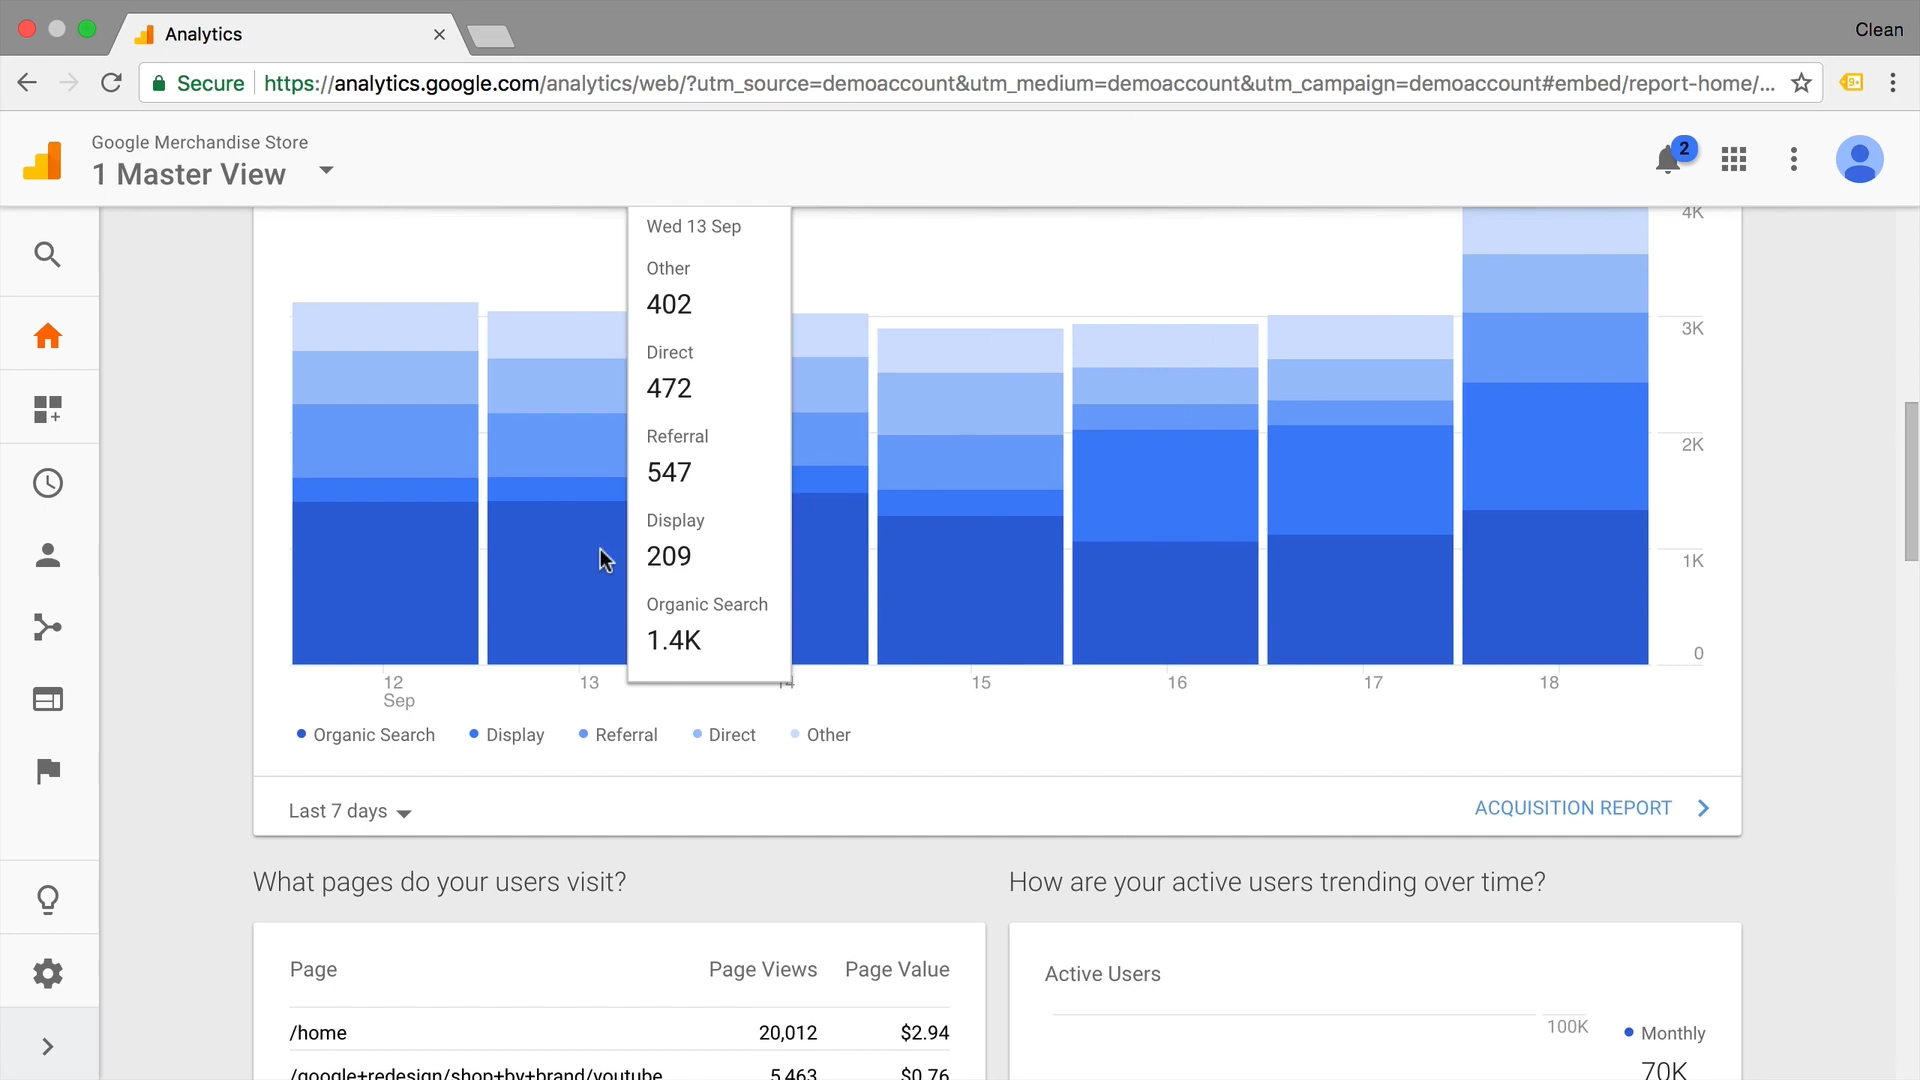 Analytics
Clean
Secure
https://analytics.google.com/analytics/web/?utm_source=demoaccount&utm_medium=demoaccount&utm_campaign=demoaccount#embed/report-home/...
Google Merchandise Store
1 Master View
2
Wed 13 Sep
Other
402
Direct
472
Referral
547
Display
209
Organic Search
1.4K
4K
3K
2K
1K
0
12 13 14 15 16 17 18
Sep
Organic Search Display Referral Direct Other
Last 7 days
ACQUISITION REPORT
What pages do your users visit?
Page Page Views Page Value
/home 20,012 $2.94
/google+redesign/shop+by+brand/youtube 5,463 $0.76
How are your active users trending over time?
Active Users
100K
Monthly
70K